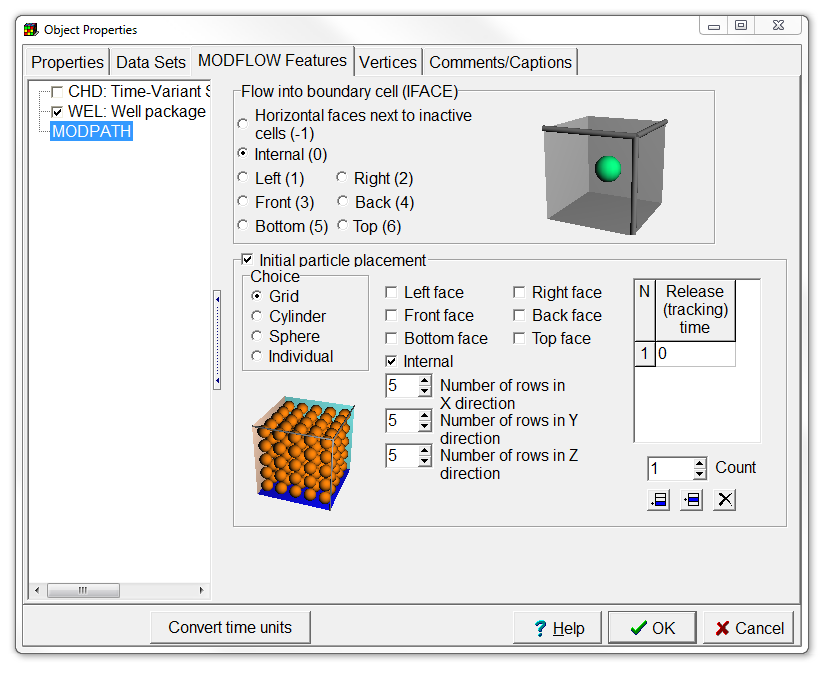 Object Properties
Properties
Data Sets
MODFLOW Features
Vertices
Comments/Captions
CHD: Time-Variant S
WEL: Well package
MODPATH
Flow into boundary cell (IFACE)
Horizontal faces next to inactive
cells (-1)
Internal (0)
Left (1)
Right (2)
Front (3)
Back (4)
Bottom (5)
Top (6)
Initial particle placement
Choice
Grid
Cylinder
Sphere
Individual
Left face
Right face
Front face
Back face
Bottom face
Top face
Internal
5
Number of rows in
X direction
5
Number of rows in Y
direction
5
Number of rows in Z
direction
N
Release
(tracking)
time
1
0
1
Count
Convert time units
? Help
OK
Cancel